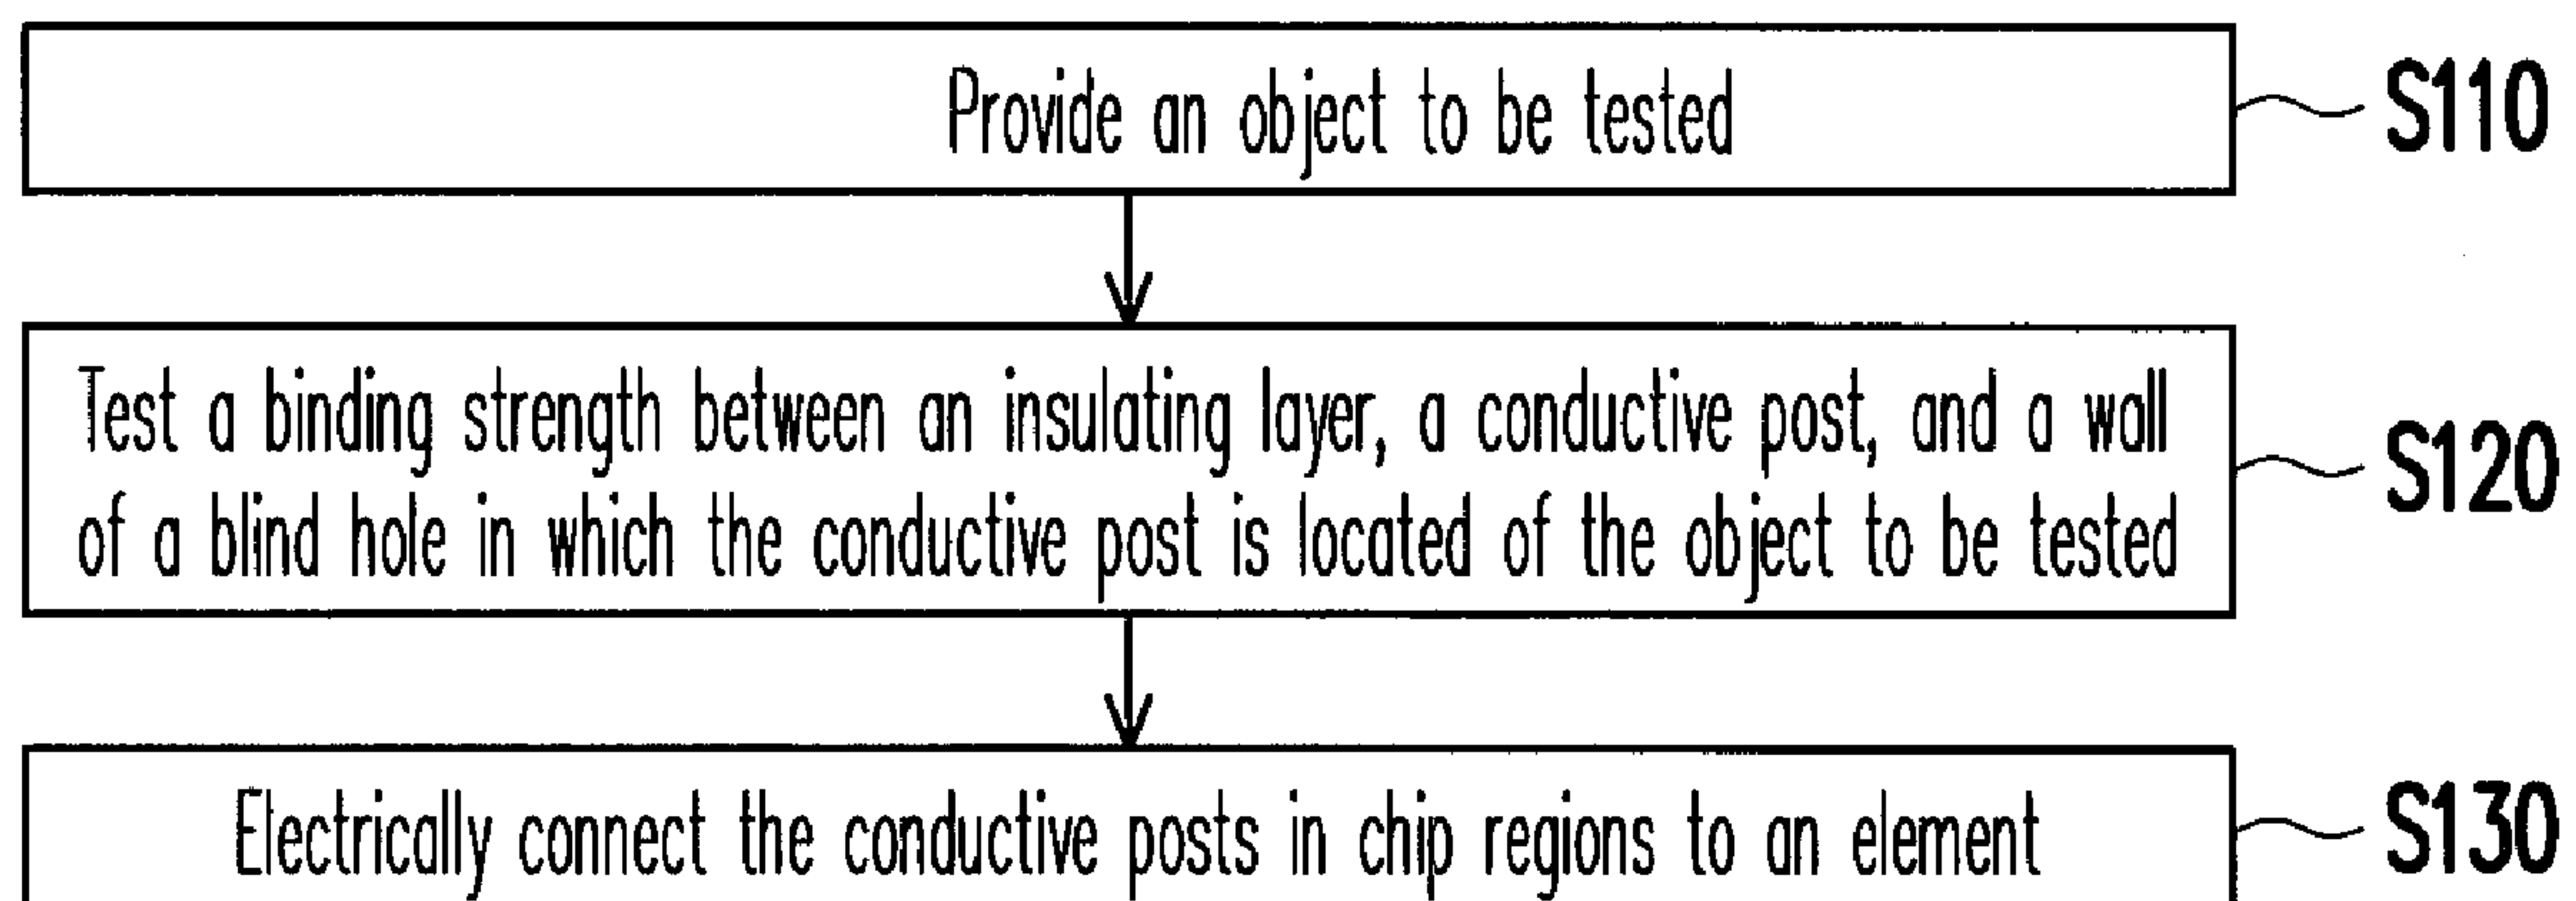 Provide an object to be tested
S110
Test a binding strength between an insulating layer, a conductive post, and a wall
of a blind hole in which the conductive post is located of the object to be tested
S120
Electrically connect the conductive posts in chip regions to an element
S130